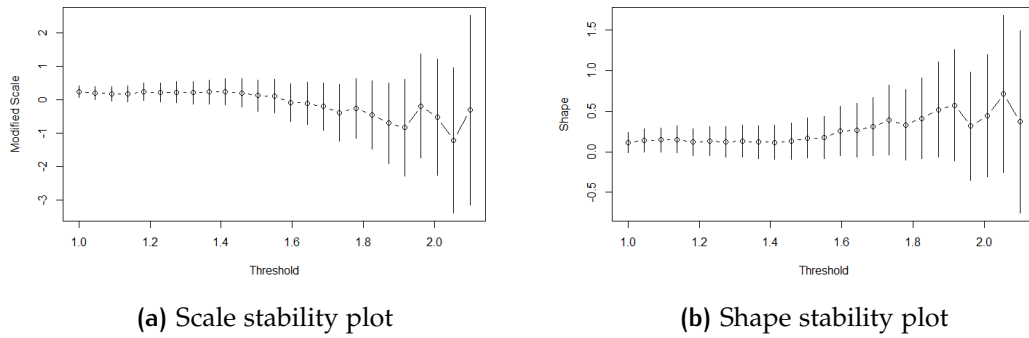 2
1
0
-1
-2
-3
Modified Scale
1.0 1.2 1.4 1.6 1.8 2.0
Threshold
(a) Scale stability plot
1.5
1.0
0.5
0.0
-0.5
Shape
1.0 1.2 1.4 1.6 1.8 2.0
Threshold
(b) Shape stability plot